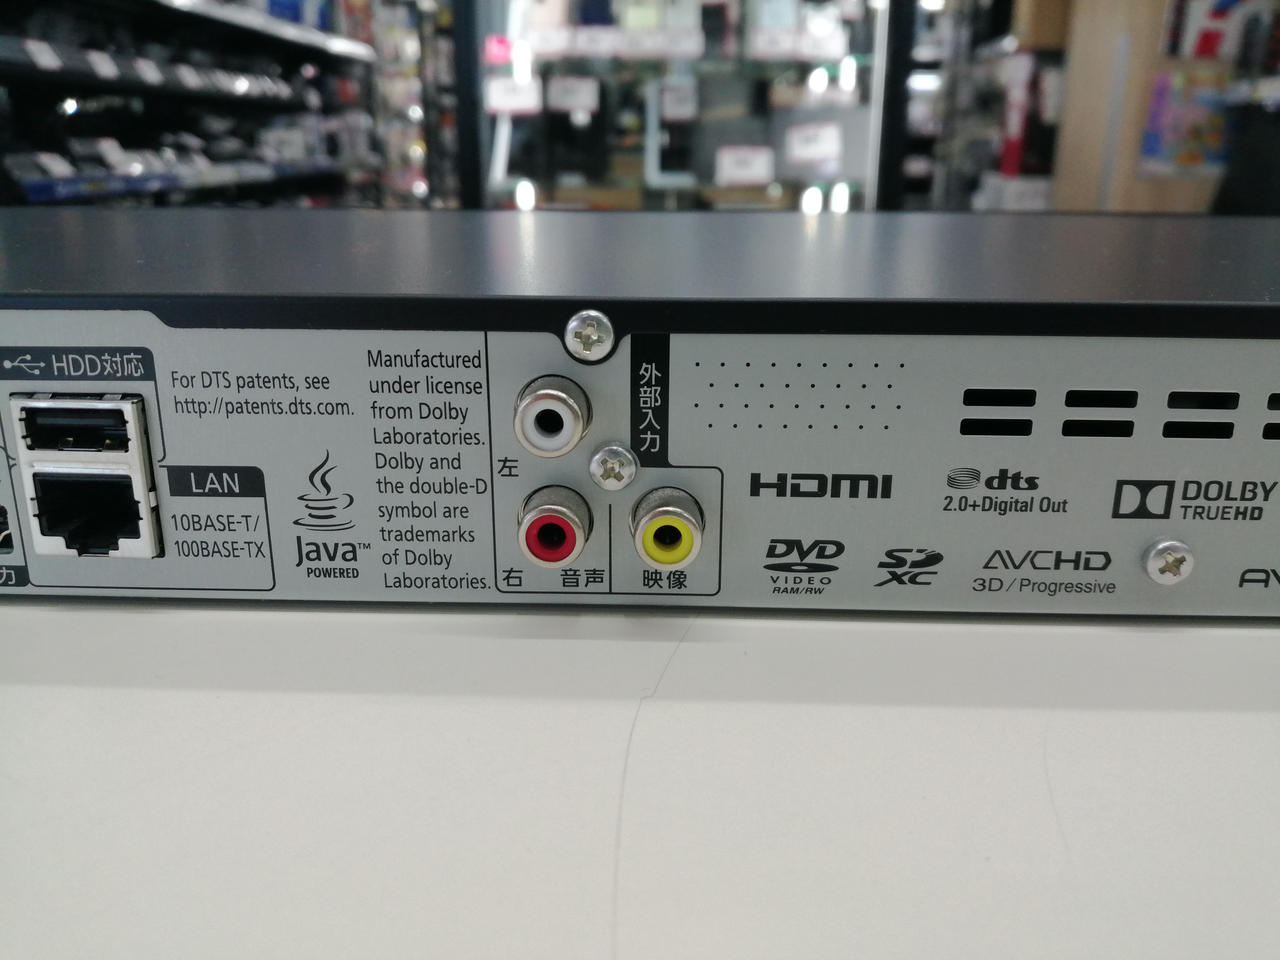 HDD対応
For DTS patents, see
http://patents.dts.com.
LAN
10BASE-T/
100BASE-TX
力
Java™
POWERED
Manufactured
under license
from Dolby
Laboratories.
Dolby and
the double-D
symbol are
trademarks
of Dolby
Laboratories.
左
右 音声
映像
外部入力
HDMI
dts
2.0+Digital Out
DOLBY
TRUEHD
DVD
VIDEO
RAM/RW
SD
XC
AVCHD
3D/Progressive
AV